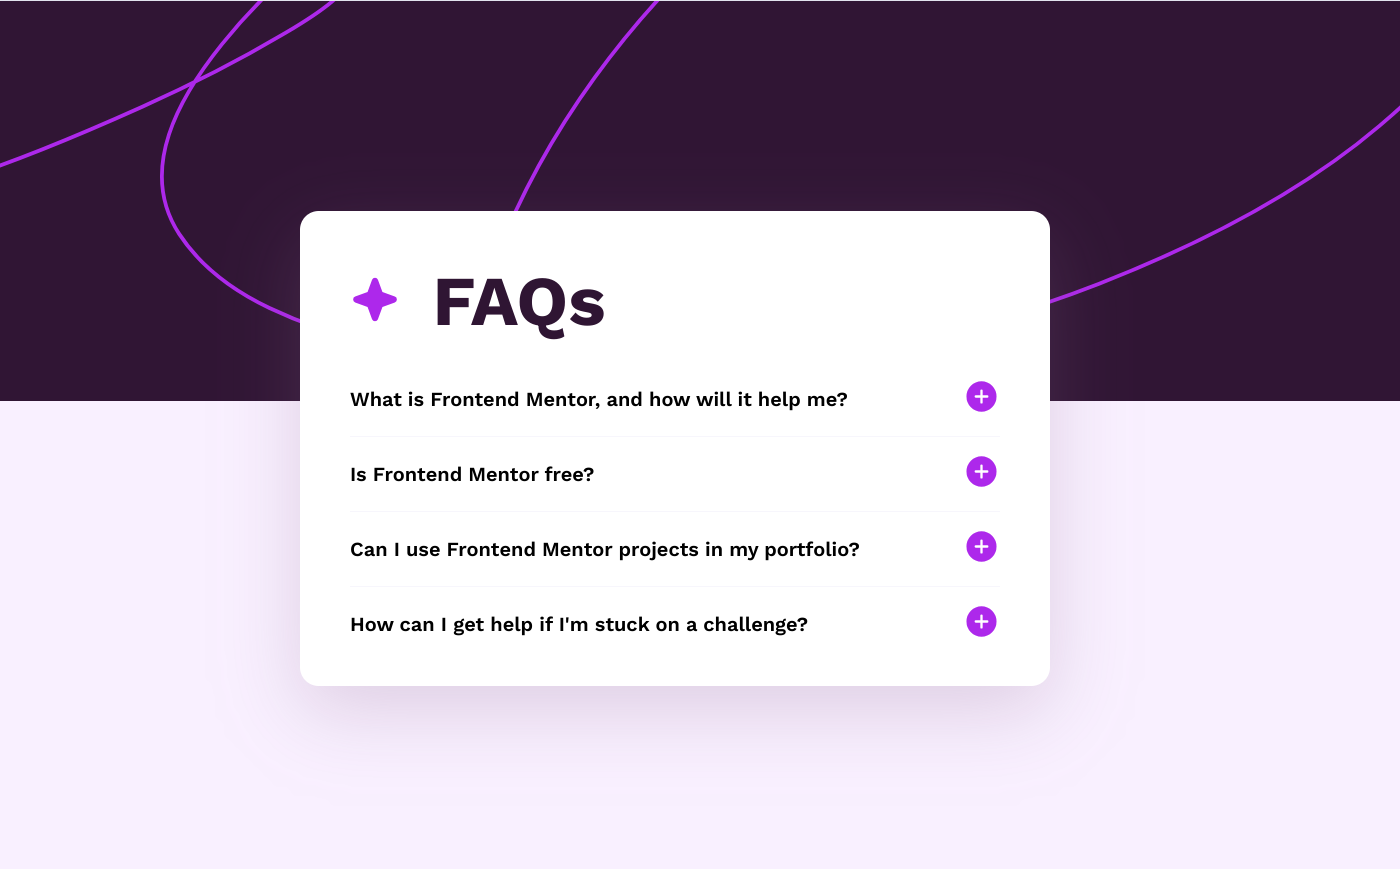 FAQs
What is Frontend Mentor, and how will it help me?
Is Frontend Mentor free?
Can I use Frontend Mentor projects in my portfolio?
How can I get help if I'm stuck on a challenge?